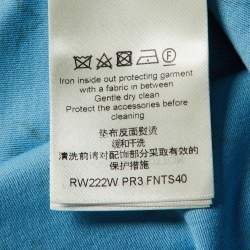 Iron inside out protecting garment
with a fabric in between
Gentle dry clean
Protect the accessories before
cleaning
垫布反面熨烫
缓和干洗
清洗前请对配饰部分采取有效的
保护措施
RW222W PR3 FNTS40